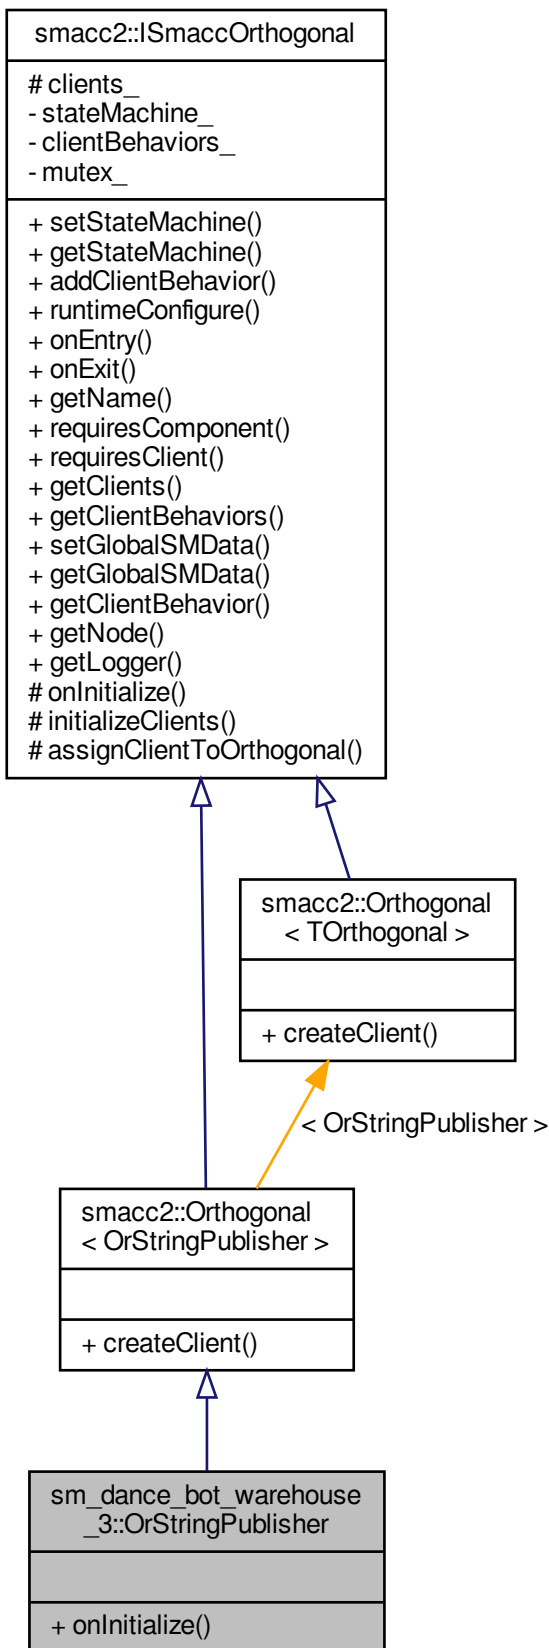 smacc2::ISmaccOrthogonal
# clients_
- stateMachine_
- clientBehaviors_
- mutex_
+ setStateMachine()
+ getStateMachine()
+ addClientBehavior()
+ runtimeConfigure()
+ onEntry()
+ onExit()
+ getName()
+ requiresComponent()
+ requiresClient()
+ getClients()
+ getClientBehaviors()
+ setGlobalSMData()
+ getGlobalSMData()
+ getClientBehavior()
+ getNode()
+ getLogger()
# onInitialize()
# initializeClients()
# assignClientToOrthogonal()
smacc2::Orthogonal
< TOrthogonal >
+ createClient()
< OrStringPublisher >
smacc2::Orthogonal
< OrStringPublisher >
+ createClient()
sm_dance_bot_warehouse
_3::OrStringPublisher
+ onInitialize()